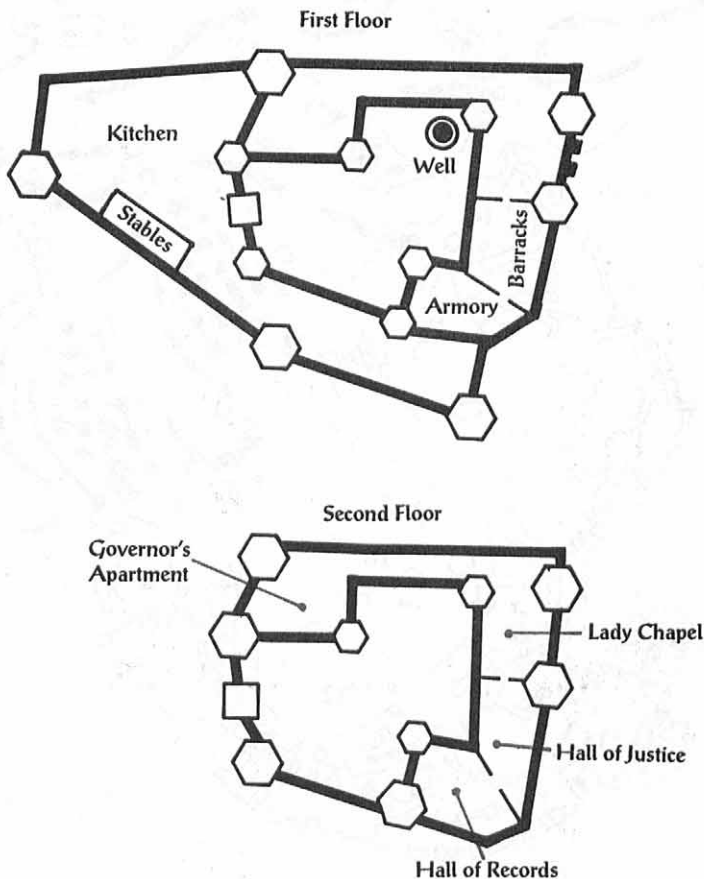 First Floor
Kitchen
Well
Stables
Barracks
Armory
Second Floor
Governor's
Apartment
Lady Chapel
Hall of Justice
Hall of Records